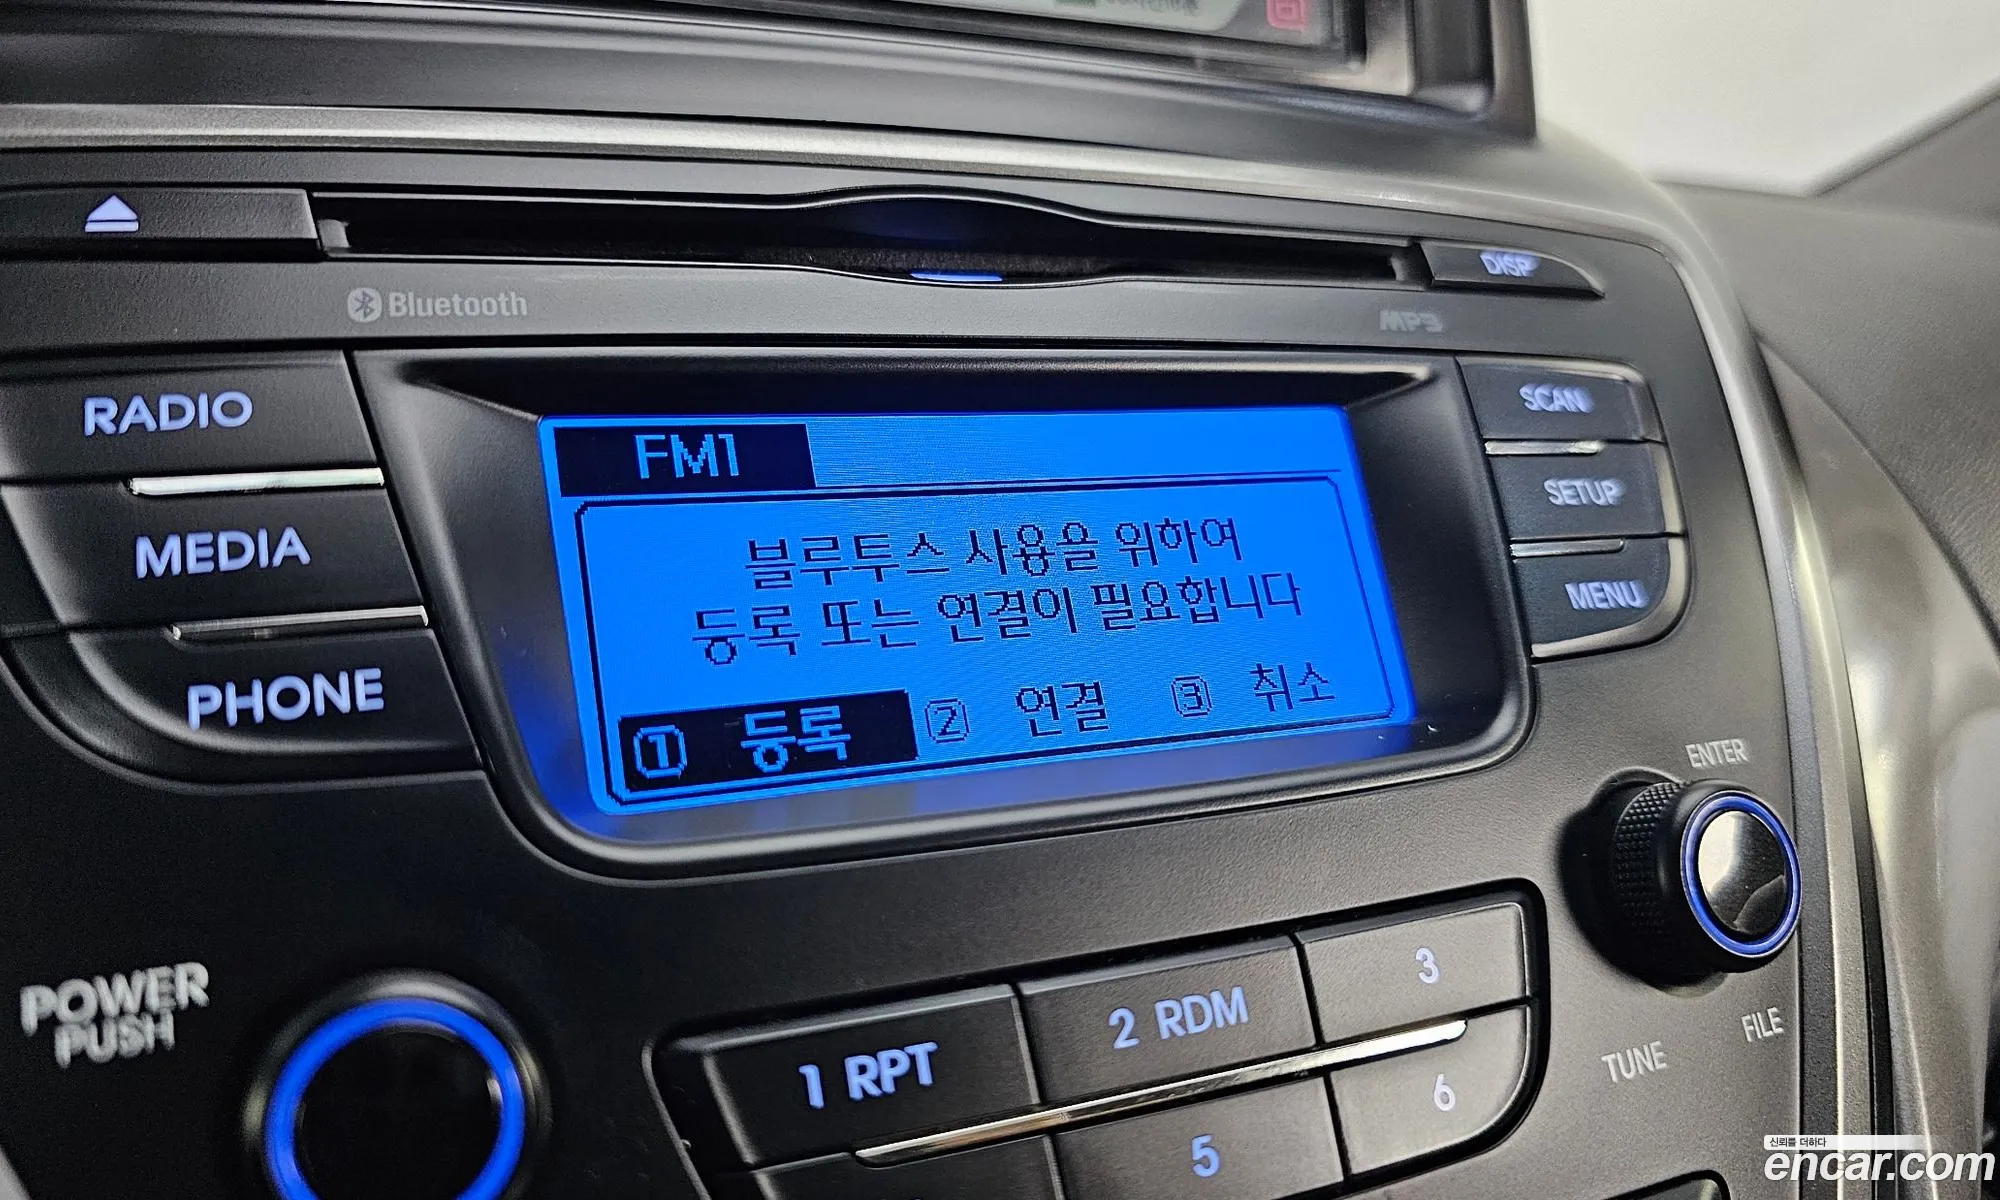 Bluetooth
DISP
MP3
RADIO
MEDIA
PHONE
SCAN
SETUP
MENU
FM1
블루투스 사용을 위하여
등록 또는 연결이 필요합니다
1 등록 2 연결 3 취소
ENTER
TUNE
FILE
POWER
PUSH
1 RPT
2 RDM
3
5
6
신뢰를 더하다
encar.com